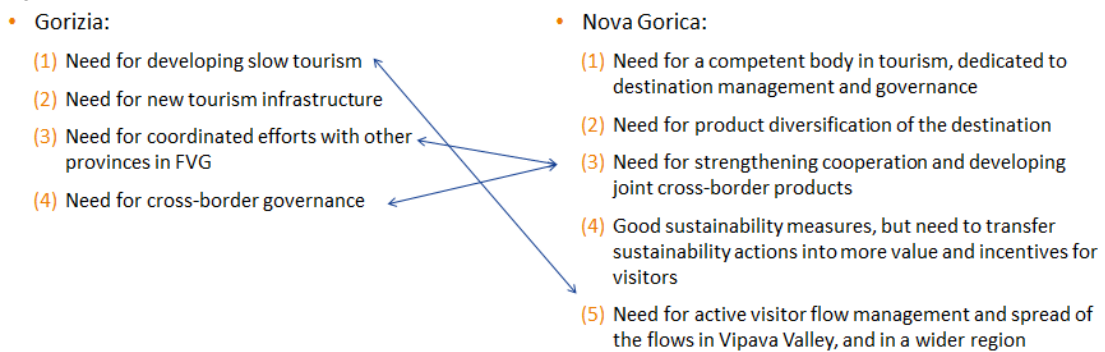 • Gorizia:
(1) Need for developing slow tourism
(2) Need for new tourism infrastructure
(3) Need for coordinated efforts with other
provinces in FVG
(4) Need for cross-border governance
• Nova Gorica:
(1) Need for a competent body in tourism, dedicated to
destination management and governance
(2) Need for product diversification of the destination
(3) Need for strengthening cooperation and developing
joint cross-border products
(4) Good sustainability measures, but need to transfer
sustainability actions into more value and incentives for
visitors
(5) Need for active visitor flow management and spread of
the flows in Vipava Valley, and in a wider region